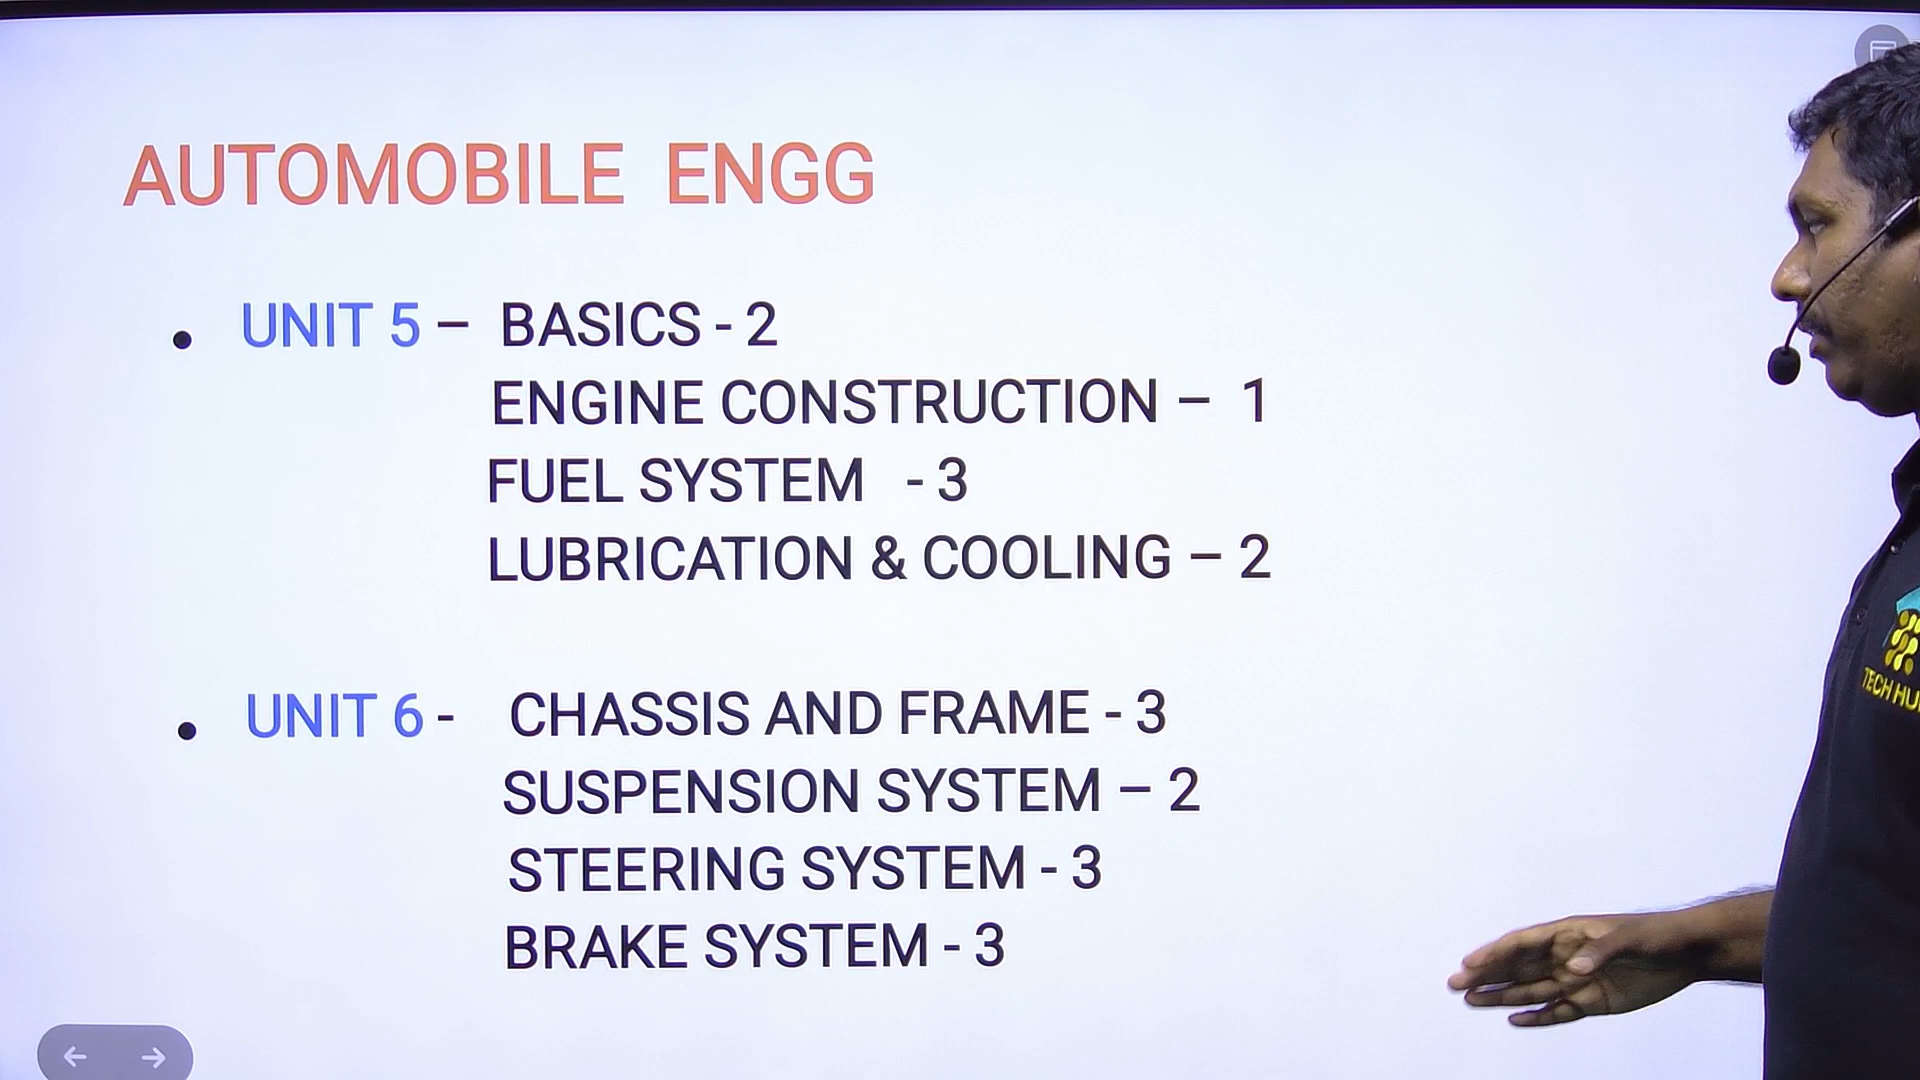 AUTOMOBILE ENGG
• UNIT 5 – BASICS - 2
ENGINE CONSTRUCTION – 1
FUEL SYSTEM - 3
LUBRICATION & COOLING – 2
• UNIT 6 - CHASSIS AND FRAME - 3
SUSPENSION SYSTEM – 2
STEERING SYSTEM - 3
BRAKE SYSTEM - 3
TECH